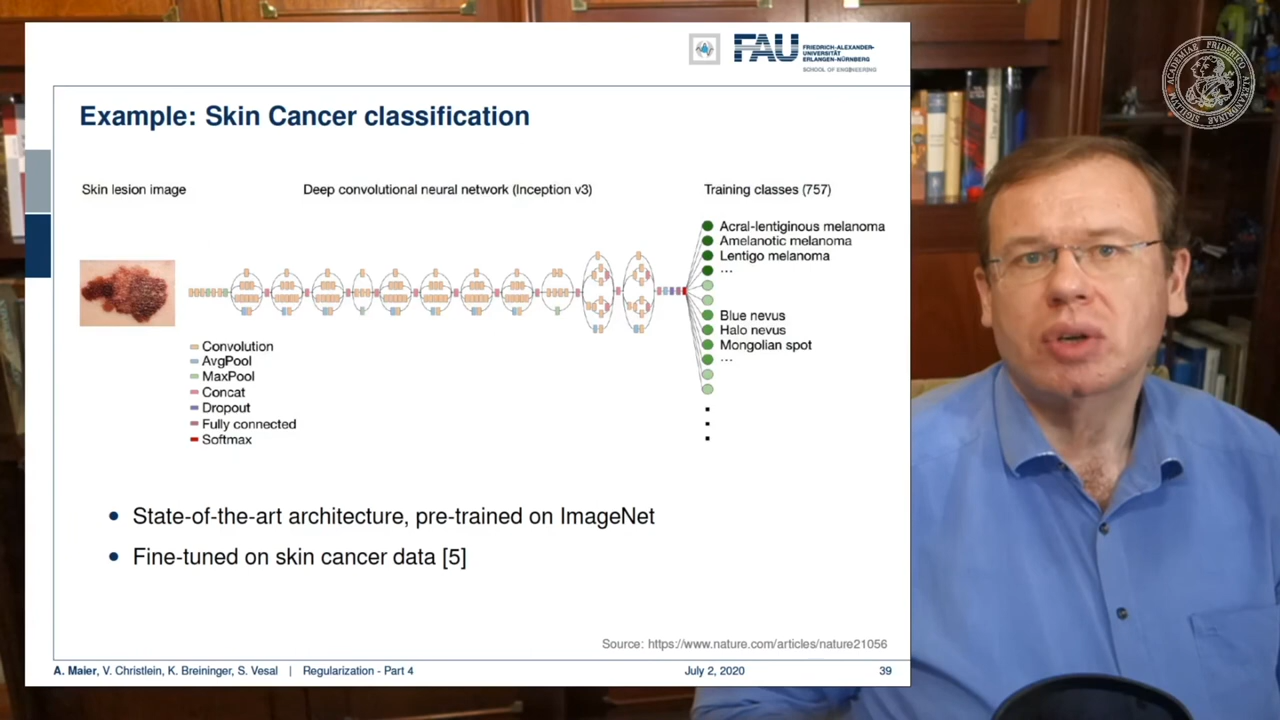 FAU
FRIEDRICH-ALEXANDER-
UNIVERSITÄT
ERLANGEN-NÜRNBERG
SCHOOL OF ENGINEERING
ACADEMIAE FRIDERICO ALEXANDRINAE SIGILLUM
Example: Skin Cancer classification
Skin lesion image
Deep convolutional neural network (Inception v3)
Training classes (757)
Acral-lentiginous melanoma
Amelanotic melanoma
Lentigo melanoma
...
Blue nevus
Halo nevus
Mongolian spot
...
Convolution
AvgPool
MaxPool
Concat
Dropout
Fully connected
Softmax
• State-of-the-art architecture, pre-trained on ImageNet
• Fine-tuned on skin cancer data [5]
Source: https://www.nature.com/articles/nature21056
A. Maier, V. Christlein, K. Breininger, S. Vesal | Regularization - Part 4
July 2, 2020
39